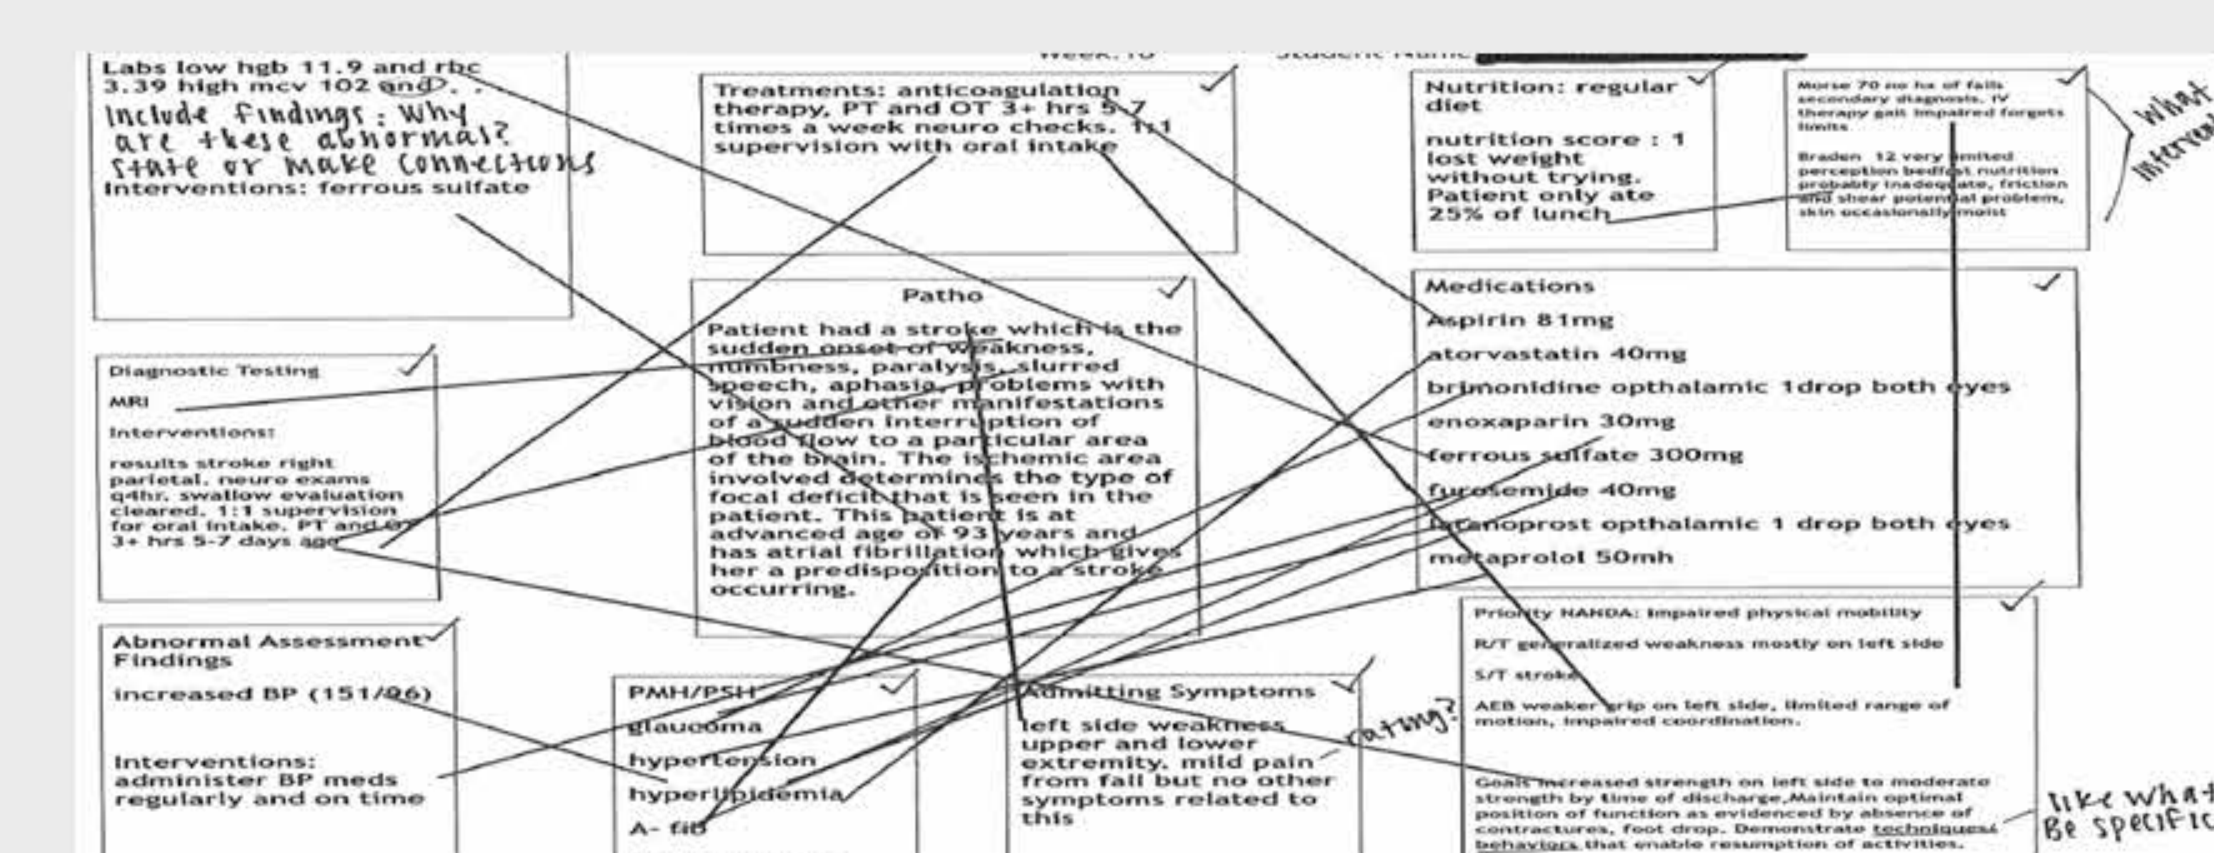 Week: 10
Student Name
Labs low hgb 11.9 and rbc
3.39 high mcv 102 and. . .
Include findings: Why
are these abnormal?
State or make connections
Interventions: ferrous sulfate
Treatments: anticoagulation
therapy, PT and OT 3+ hrs 5-7
times a week neuro checks. 1:1
supervision with oral intake
Nutrition: regular
diet
nutrition score : 1
lost weight
without trying.
Patient only ate
25% of lunch
Morse 70 no hx of falls
secondary diagnosis, IV
therapy gait impaired forgets
limits
Braden 12 very limited
perception bedfast nutrition
probably inadequate, friction
and shear potential problem,
skin occasionally moist
What
Diagnostic Testing
MRI
Interventions:
results stroke right
parietal. neuro exams
q4hr. swallow evaluation
cleared. 1:1 supervision
for oral intake. PT and OT
3+ hrs 5-7 days ago
Patho
Patient had a stroke which is the
sudden onset of weakness,
numbness, paralysis, slurred
speech, aphasia, problems with
vision and other manifestations
of a sudden interruption of
blood flow to a particular area
of the brain. The ischemic area
involved determines the type of
focal deficit that is seen in the
patient. This patient is at
advanced age of 93 years and
has atrial fibrillation which gives
her a predisposition to a stroke
occurring.
Medications
Aspirin 81mg
atorvastatin 40mg
brimonidine opthalamic 1drop both eyes
enoxaparin 30mg
ferrous sulfate 300mg
furosemide 40mg
latanoprost opthalamic 1 drop both eyes
metaprolol 50mh
Abnormal Assessment
Findings
increased BP (151/96)
Interventions:
administer BP meds
regularly and on time
PMH/PSH
glaucoma
hypertension
hyperlipidemia
A- fib
Admitting Symptoms
left side weakness
upper and lower
extremity. mild pain
from fall but no other
symptoms related to
this
rating?
Priority NANDA: Impaired physical mobility
R/T generalized weakness mostly on left side
S/T stroke
AEB weaker grip on left side, limited range of
motion, impaired coordination.
Goals increased strength on left side to moderate
strength by time of discharge,Maintain optimal
position of function as evidenced by absence of
contractures, foot drop. Demonstrate techniques/
behaviors that enable resumption of activities.
like what
Be specific